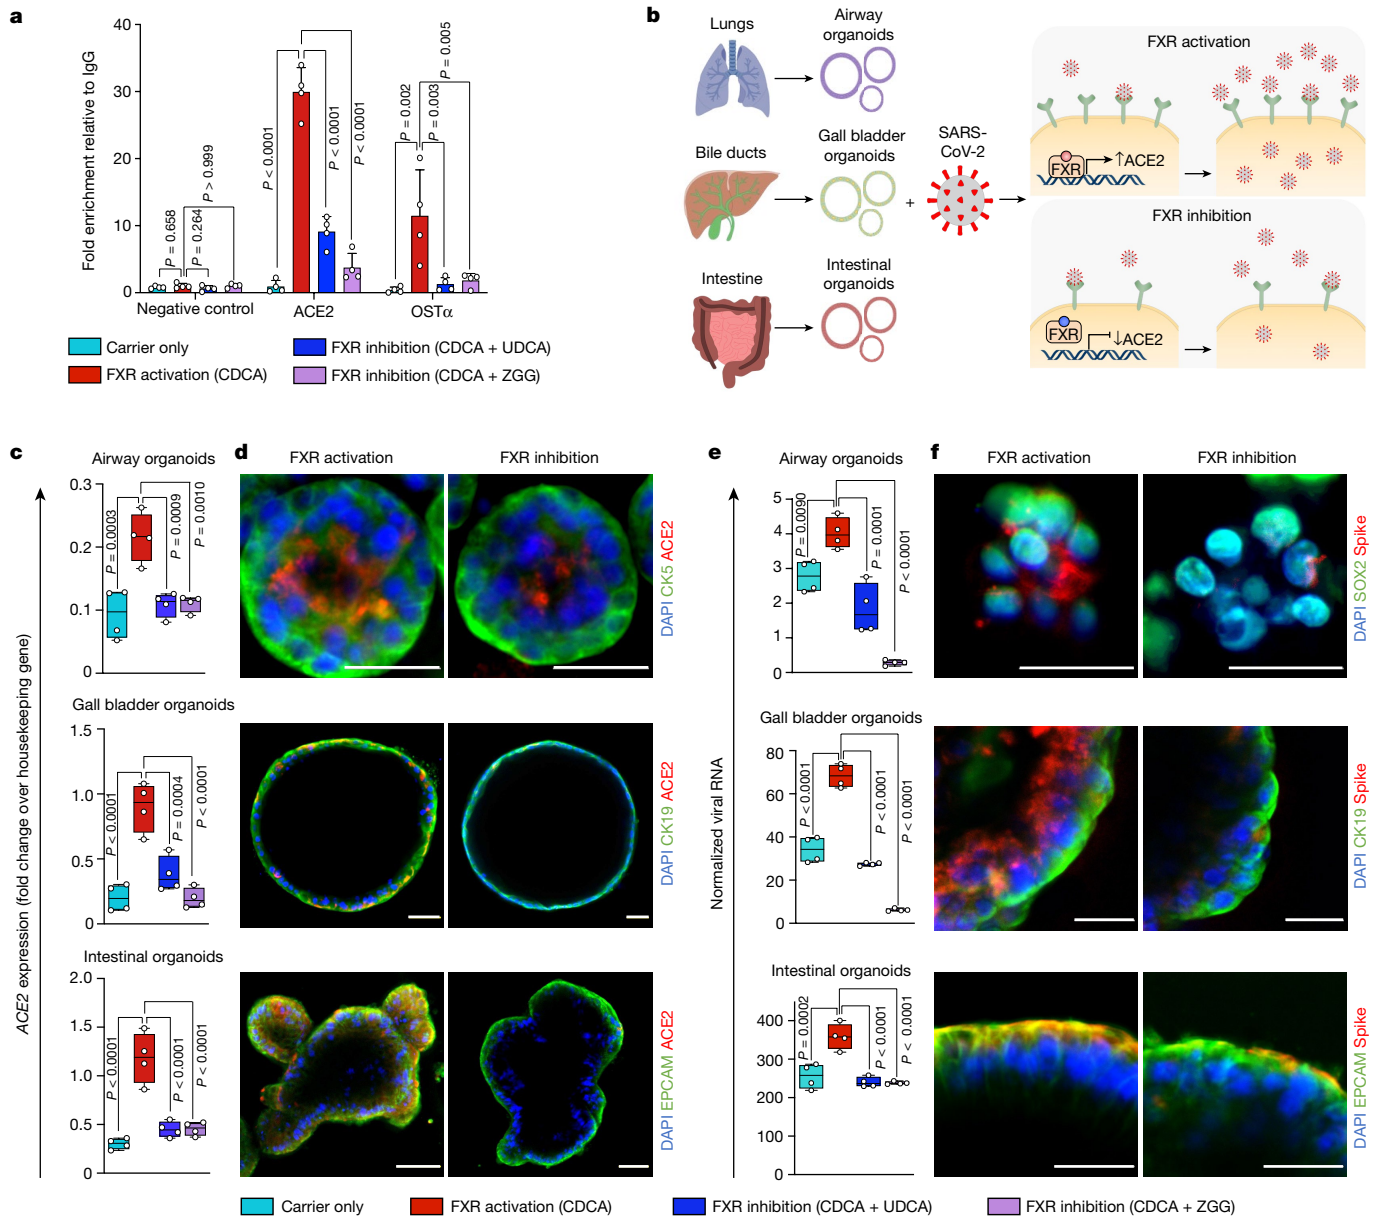 a
Fold enrichment relative to IgG
40
30
20
10
0
P = 0.658
P = 0.264
P > 0.999
P < 0.0001
P < 0.0001
P < 0.0001
P = 0.002
P = 0.003
P = 0.005
Negative control
ACE2
OSTα
Carrier only
FXR activation (CDCA)
FXR inhibition (CDCA + UDCA)
FXR inhibition (CDCA + ZGG)
b
Lungs
Airway
organoids
Bile ducts
Gall bladder
organoids
Intestine
Intestinal
organoids
+
SARS-
CoV-2
FXR activation
FXR
↑ACE2
FXR inhibition
FXR
↓ACE2
c
ACE2 expression (fold change over housekeeping gene)
Airway organoids
0.3
0.2
0.1
0
P = 0.0003
P = 0.0009
P = 0.0010
Gall bladder organoids
1.5
1.0
0.5
0
P < 0.0001
P = 0.0004
P < 0.0001
Intestinal organoids
2.0
1.5
1.0
0.5
0
P < 0.0001
P < 0.0001
P < 0.0001
d
FXR activation
FXR inhibition
DAPI CK5 ACE2
DAPI CK19 ACE2
DAPI EPCAM ACE2
e
Normalized viral RNA
Airway organoids
5
4
3
2
1
0
P = 0.0090
P = 0.0001
P < 0.0001
Gall bladder organoids
80
60
40
20
0
P < 0.0001
P < 0.0001
P < 0.0001
Intestinal organoids
400
300
200
100
0
P = 0.0002
P < 0.0001
P < 0.0001
f
FXR activation
FXR inhibition
DAPI SOX2 Spike
DAPI CK19 Spike
DAPI EPCAM Spike
Carrier only
FXR activation (CDCA)
FXR inhibition (CDCA + UDCA)
FXR inhibition (CDCA + ZGG)